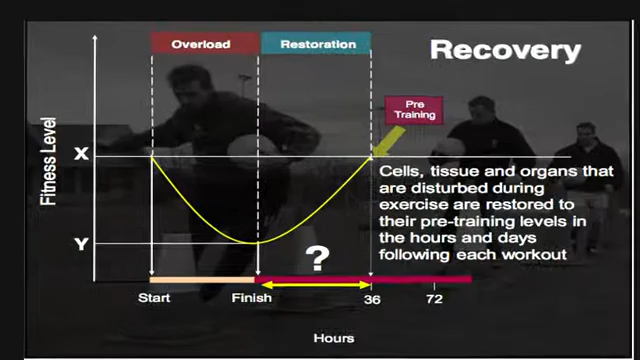 Overload
Restoration
Recovery
Pre
Training
Fitness Level
X
Y
Cells, tissue and organs that
are disturbed during
exercise are restored to
their pre-training levels in
the hours and days
following each workout
?
Start
Finish
36
72
Hours